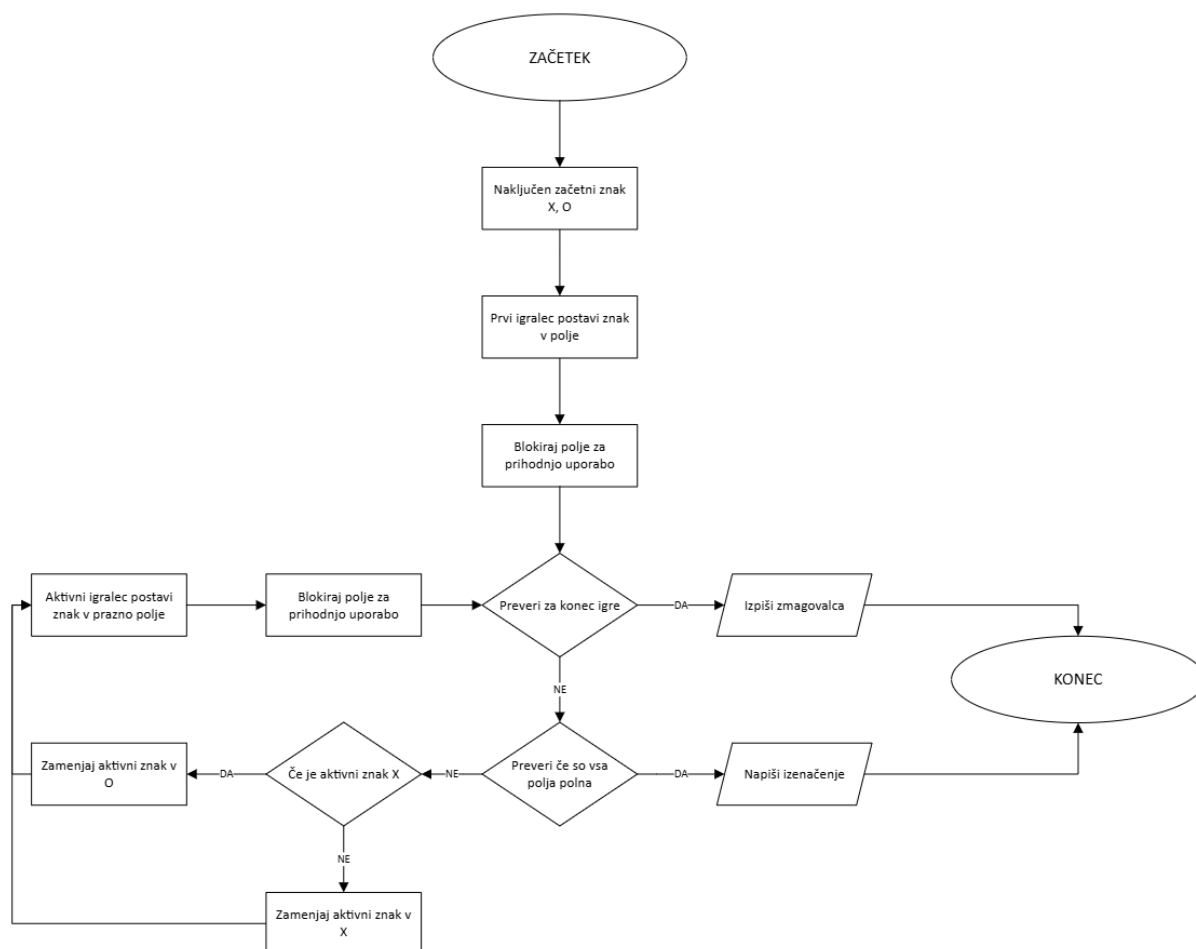 ZAČETEK
Naključen začetni znak
X, O
Prvi igralec postavi znak
v polje
Blokiraj polje za
prihodnjo uporabo
Aktivni igralec postavi
znak v prazno polje
Blokiraj polje za
prihodnjo uporabo
Preveri za konec igre
DA
Izpiši zmagovalca
KONEC
NE
Zamenjaj aktivni znak v
O
DA
Če je aktivni znak X
NE
Preveri če so vsa
polja polna
DA
Napiši izenačenje
NE
Zamenjaj aktivni znak v
X